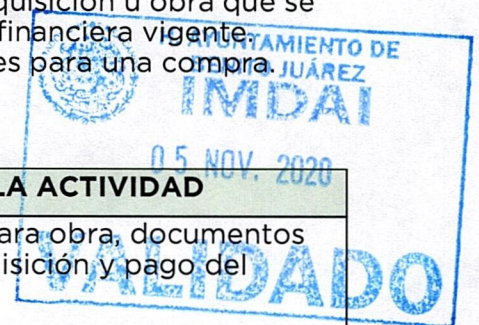 quisición u obra que se
financiera vigente.
es para una compra.
AYUNTAMIENTO DE
JUÁREZ
IMDAI
05 NOV. 2020
LA ACTIVIDAD
ara obra, documentos
isición y pago del
VALIDADO